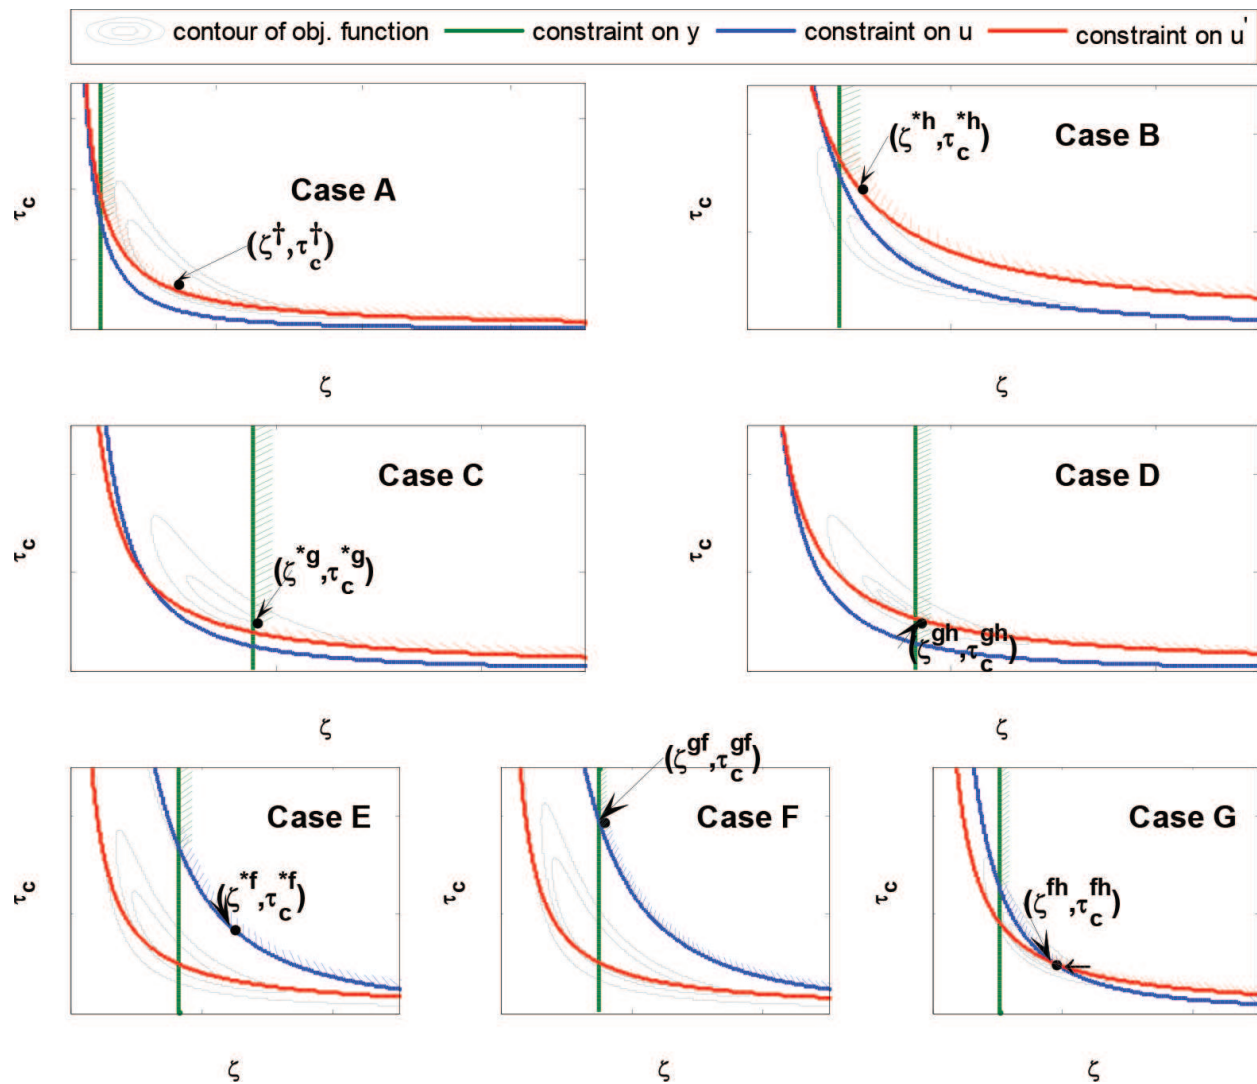 contour of obj. function constraint on y constraint on u constraint on u'
Case A
(ζ†,τc†)
τc
ζ
Case B
(ζ*h,τc*h)
τc
ζ
Case C
(ζ*g,τc*g)
τc
ζ
Case D
(ζgh,τcgh)
τc
ζ
Case E
(ζ*f,τc*f)
τc
ζ
Case F
(ζgf,τcgf)
τc
ζ
Case G
(ζfh,τcfh)
τc
ζ